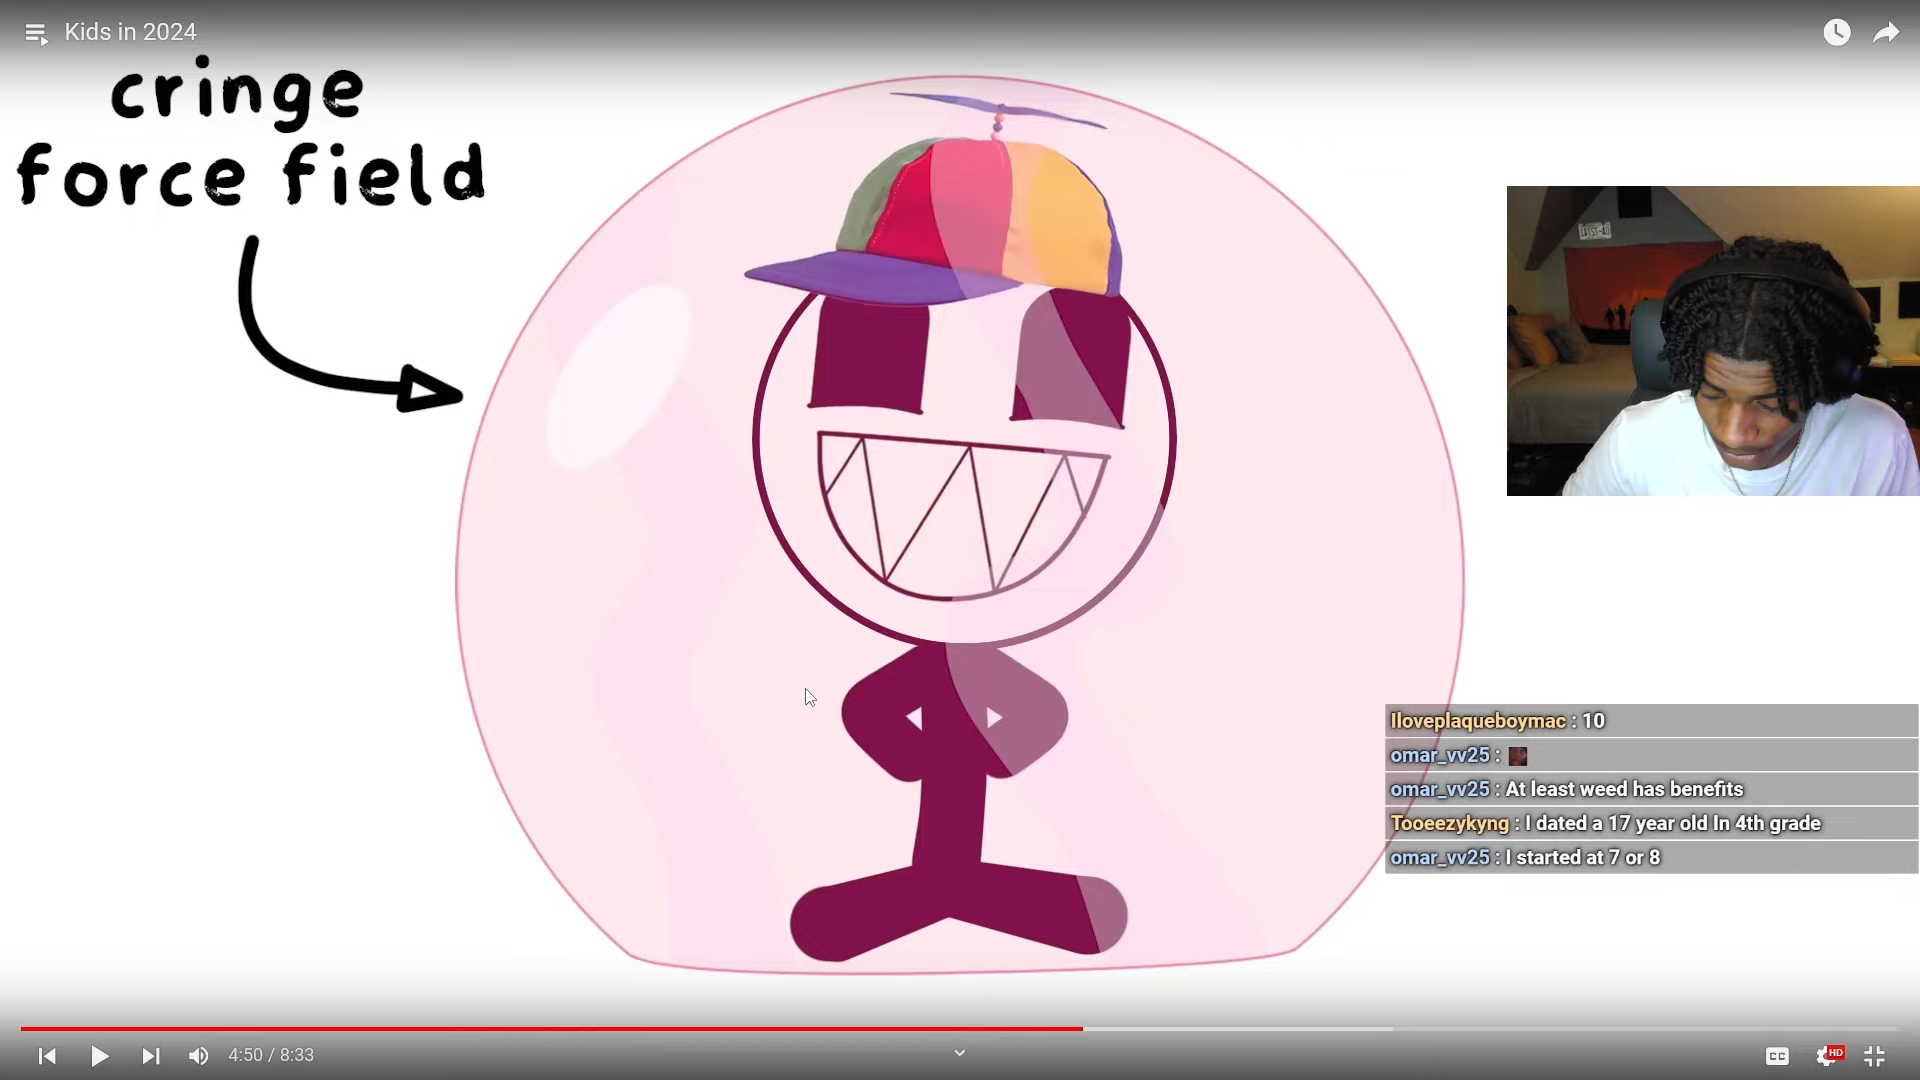 Kids in 2024
cringe
force field
Iloveplaqueboymac : 10
omar_vv25 :
omar_vv25 : At least weed has benefits
Tooeezykyng : I dated a 17 year old In 4th grade
omar_vv25 : I started at 7 or 8
4:50 / 8:33
CC
HD